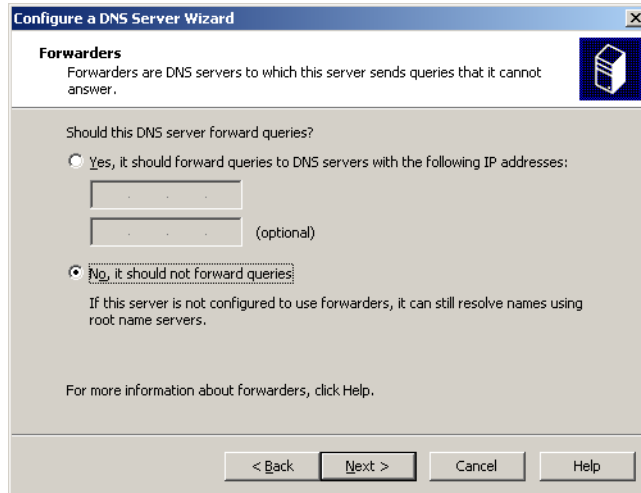 Configure a DNS Server Wizard
Forwarders
Forwarders are DNS servers to which this server sends queries that it cannot
answer.
Should this DNS server forward queries?
Yes, it should forward queries to DNS servers with the following IP addresses:
(optional)
No, it should not forward queries
If this server is not configured to use forwarders, it can still resolve names using
root name servers.
For more information about forwarders, click Help.
< Back Next > Cancel Help